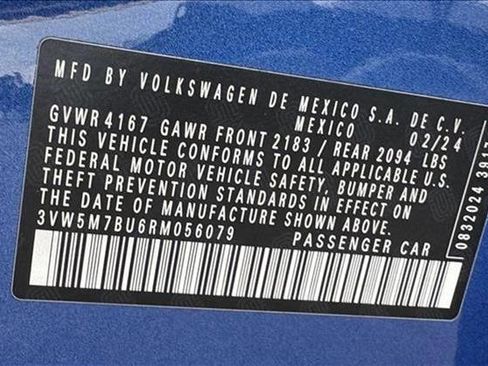 MFD BY VOLKSWAGEN DE MEXICO S.A. DE C.V.
MEXICO 02/24
GVWR 4167 GAWR FRONT 2183 / REAR 2094 LBS
THIS VEHICLE CONFORMS TO ALL APPLICABLE U.S.
FEDERAL MOTOR VEHICLE SAFETY, BUMPER AND
THEFT PREVENTION STANDARDS IN EFFECT ON
THE DATE OF MANUFACTURE SHOWN ABOVE.
3VW5M7BU6RM056079 PASSENGER CAR
0832024 3917